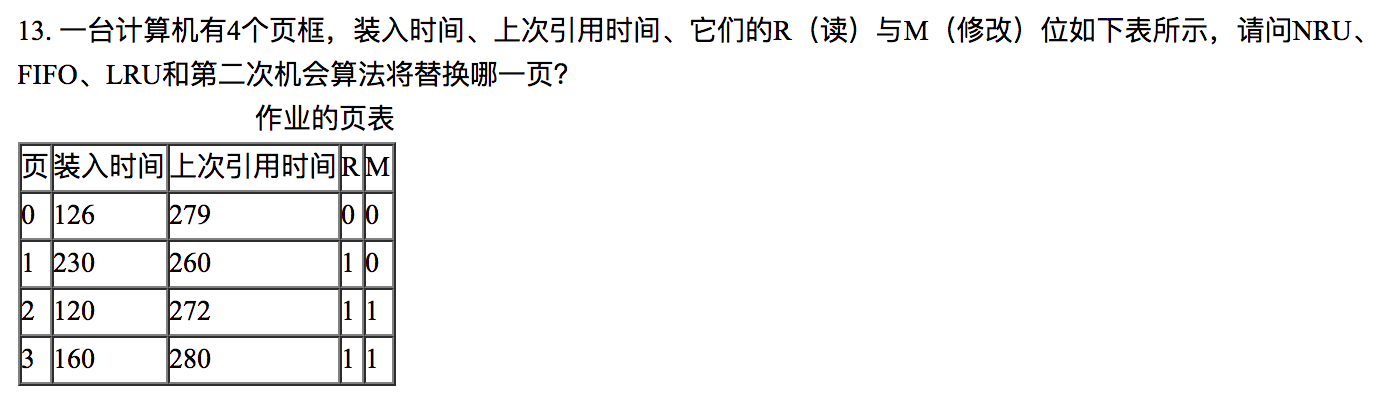 13. 一台计算机有4个页框，装入时间、上次引用时间、它们的R（读）与M（修改）位如下表所示，请问NRU、
FIFO、LRU和第二次机会算法将替换哪一页？
作业的页表
页 装入时间 上次引用时间 R M
0 126 279 0 0
1 230 260 1 0
2 120 272 1 1
3 160 280 1 1